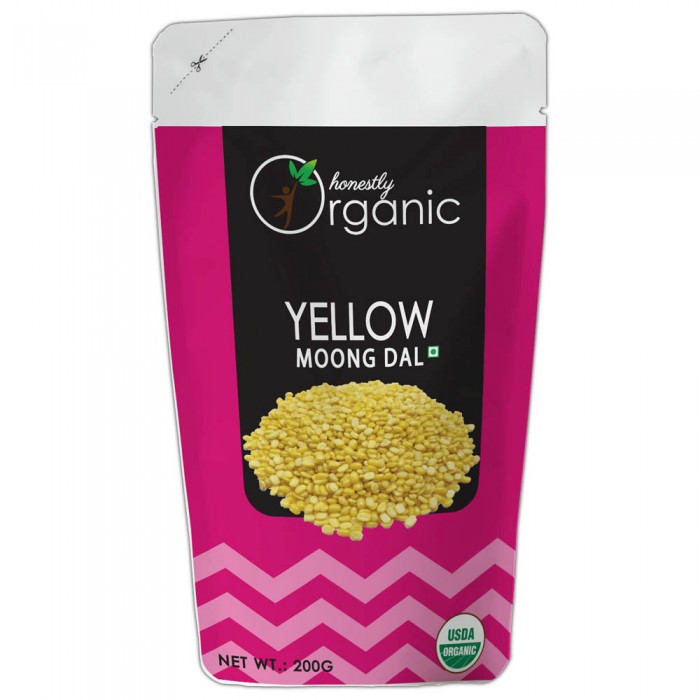 honestly
Organic
YELLOW
MOONG DAL
NET WT.: 200G
USDA
ORGANIC